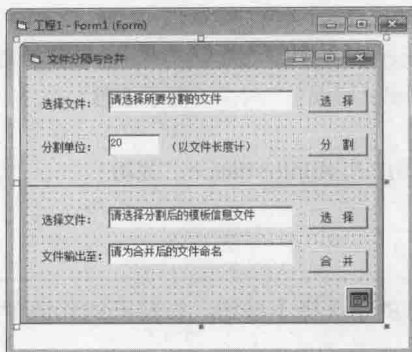 工程1 - Form1 (Form)
文件分隔与合并
选择文件： 请选择所要分割的文件 选 择
分割单位： 20 （以文件长度计） 分 割
选择文件： 请选择分割后的模板信息文件 选 择
文件输出至： 请为合并后的文件命名 合 并